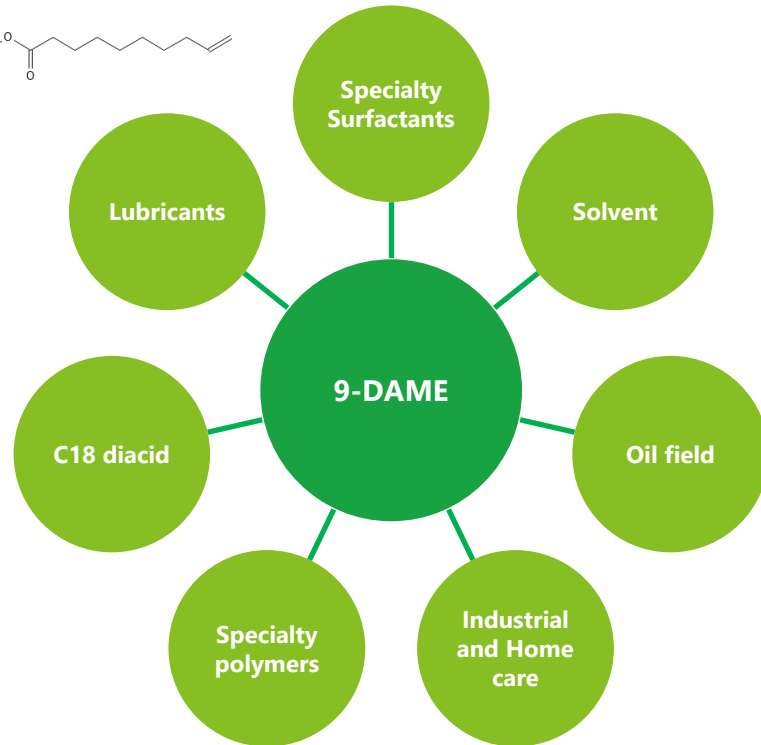 O
O
Specialty
Surfactants
Lubricants
Solvent
9-DAME
C18 diacid
Oil field
Specialty
polymers
Industrial
and Home
care